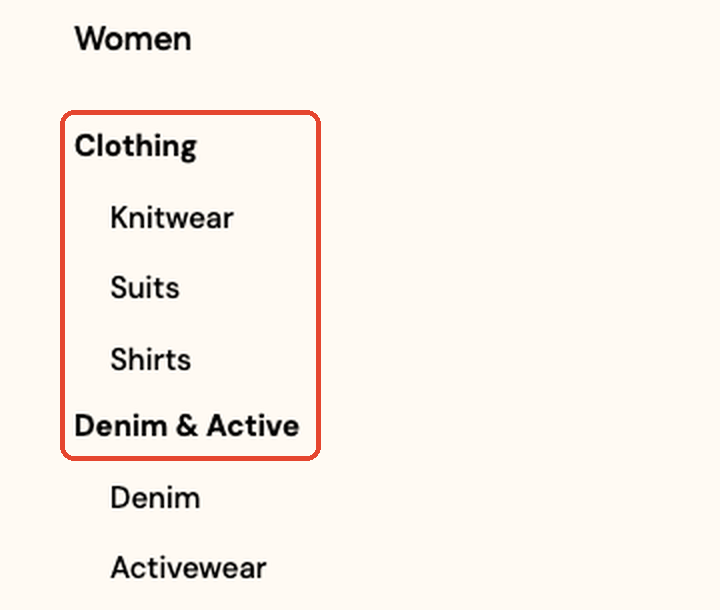 Women
Clothing
Knitwear
Suits
Shirts
Denim & Active
Denim
Activewear